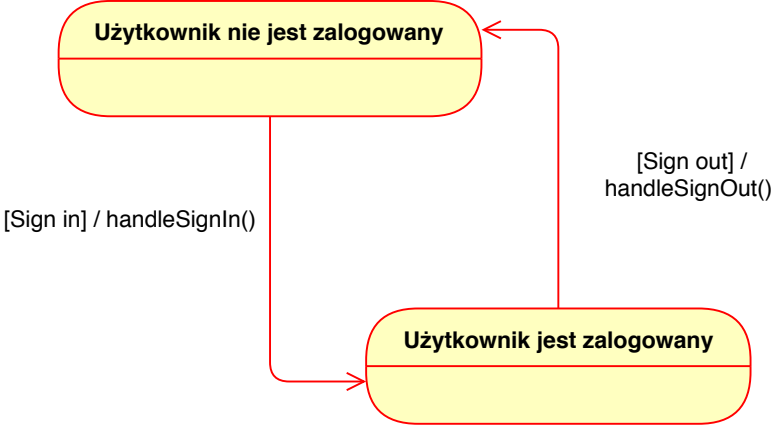 Użytkownik nie jest zalogowany
[Sign out] /
handleSignOut()
[Sign in] / handleSignIn()
Użytkownik jest zalogowany